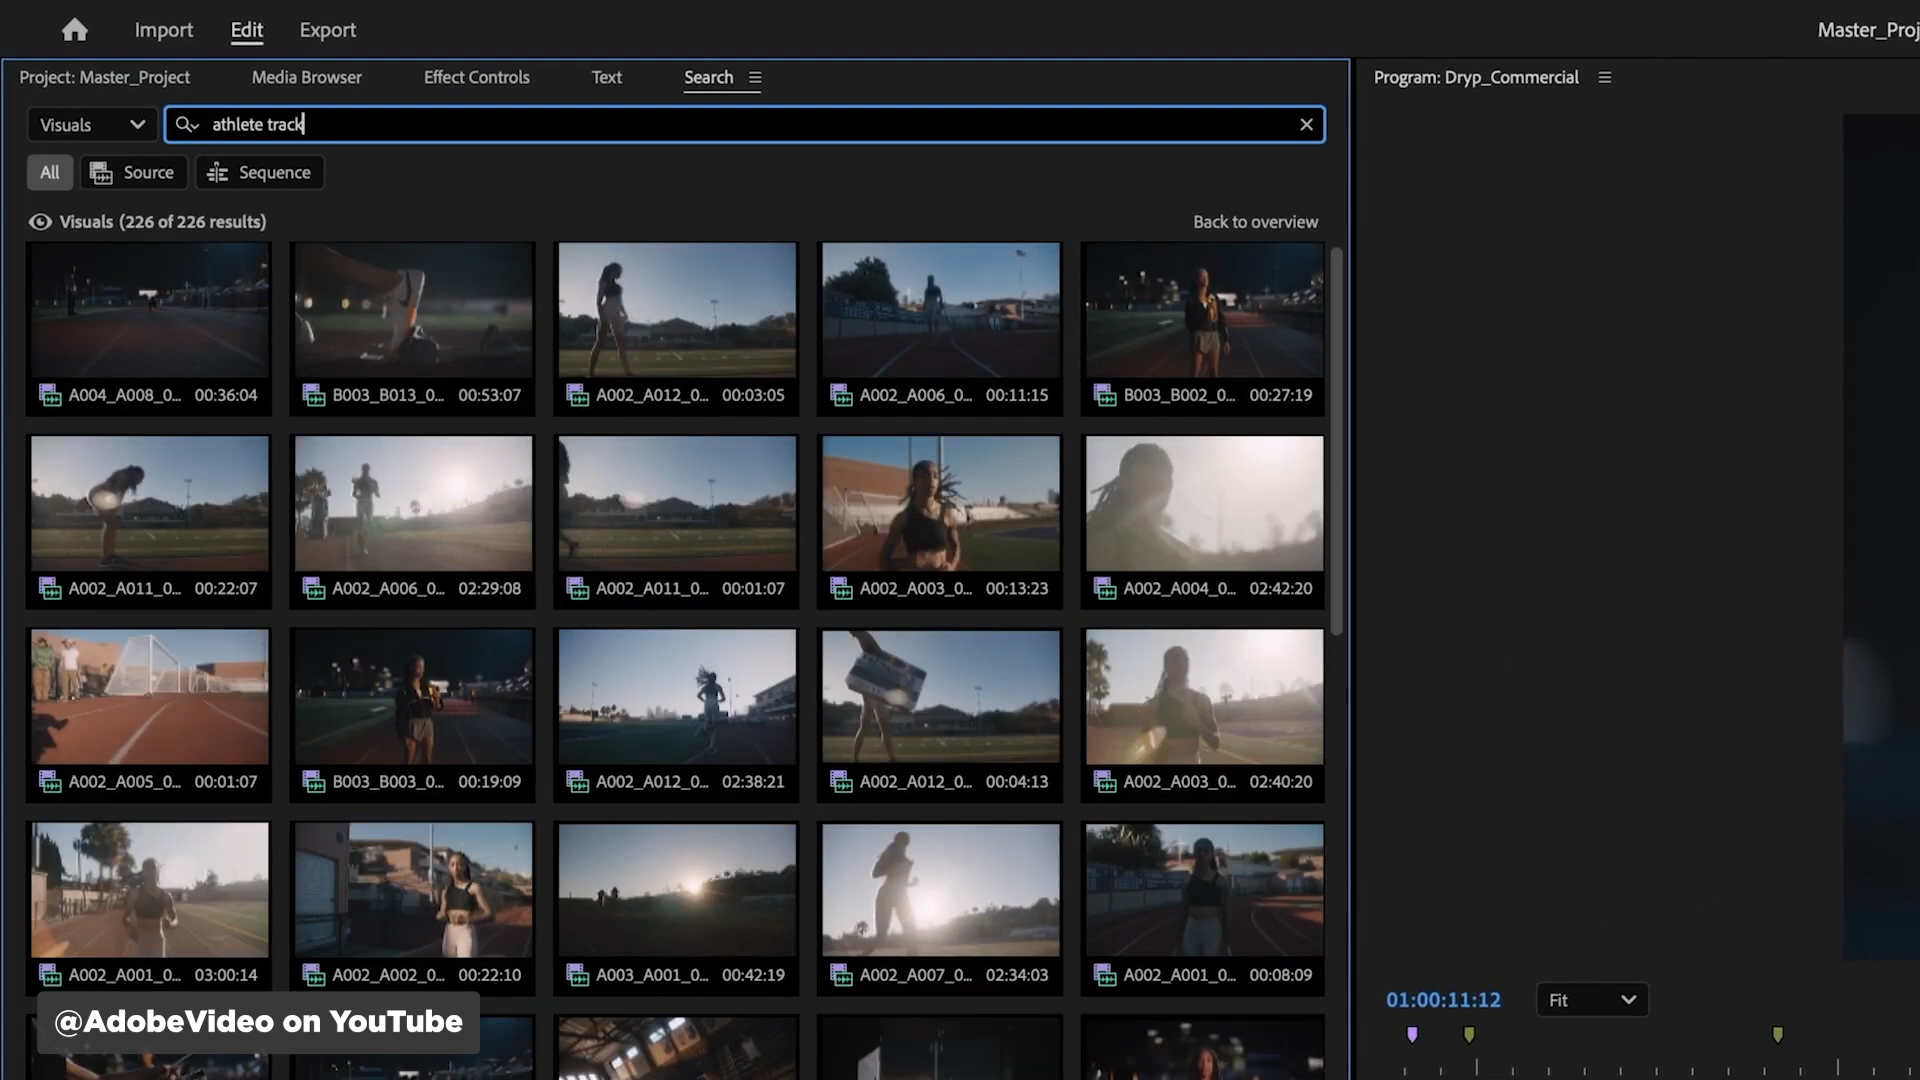 Import Edit Export Master_Proj
Project: Master_Project Media Browser Effect Controls Text Search Program: Dryp_Commercial
Visuals athlete track
All Source Sequence
Visuals (226 of 226 results) Back to overview
A004_A008_0... 00:36:04 B003_B013_0... 00:53:07 A002_A012_0... 00:03:05 A002_A006_0... 00:11:15 B003_B002_0... 00:27:19
A002_A011_0... 00:22:07 A002_A006_0... 02:29:08 A002_A011_0... 00:01:07 A002_A003_0... 00:13:23 A002_A004_0... 02:42:20
A002_A005_0... 00:01:07 B003_B003_0... 00:19:09 A002_A012_0... 02:38:21 A002_A012_0... 00:04:13 A002_A003_0... 02:40:20
A002_A001_0... 03:00:14 A002_A002_0... 00:22:10 A003_A001_0... 00:42:19 A002_A007_0... 02:34:03 A002_A001_0... 00:08:09
01:00:11:12 Fit
@AdobeVideo on YouTube